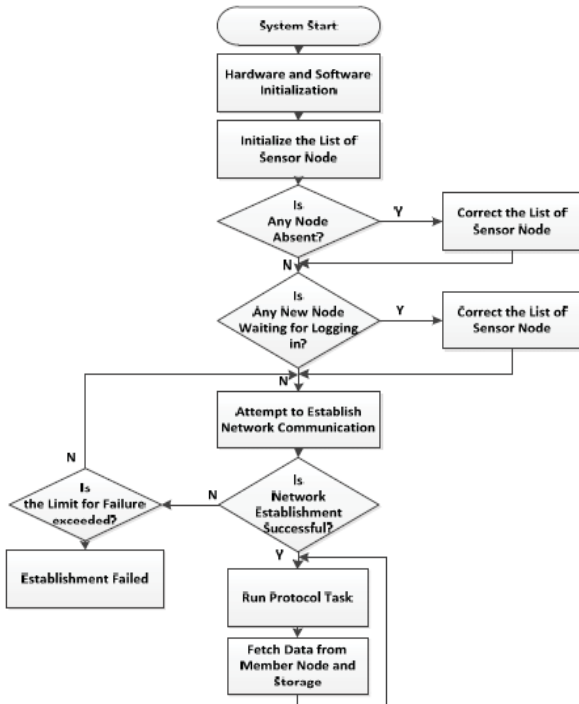 System Start
Hardware and Software
Initialization
Initialize the List of
Sensor Node
Is
Any Node
Absent?
Y
Correct the List of
Sensor Node
N
Is
Any New Node
Waiting for Logging
in?
Y
Correct the List of
Sensor Node
N
Attempt to Establish
Network Communication
N
Is
the Limit for Failure
exceeded?
N
Is
Network
Establishment
Successful?
Establishment Failed
Y
Run Protocol Task
Fetch Data from
Member Node and
Storage